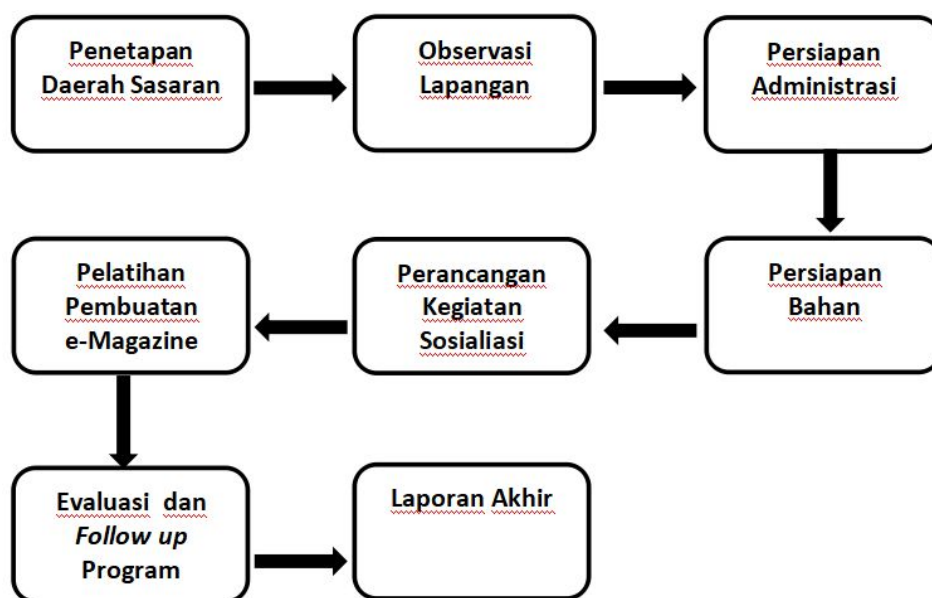 Penetapan
Daerah Sasaran
Observasi
Lapangan
Persiapan
Administrasi
Persiapan
Bahan
Perancangan
Kegiatan
Sosialiasi
Pelatihan
Pembuatan
e-Magazine
Evaluasi dan
Follow up
Program
Laporan Akhir